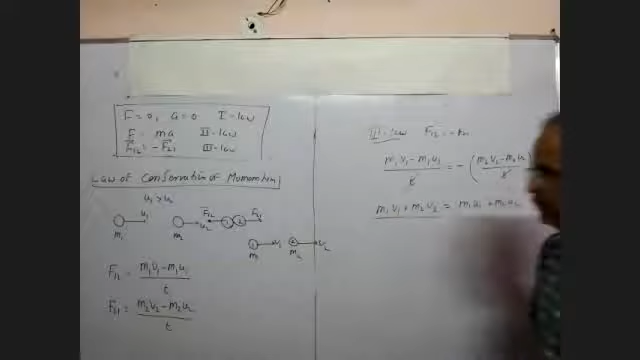 F = 0, a = 0 I-law
F = ma II-law
F12 = - F21 III-law
Law of Conservation of Momentum
u1 > u2
u1 u2 F12 1 2 F21
m1 m2
v1 v2
m1 m2
F12 = m1v1 - m1u1 / t
F21 = m2v2 - m2u2 / t
III-law F12 = -F21
m1v1 - m1u1 / t = - ( m2v2 - m2u2 / t )
m1v1 + m2v2 = m1u1 + m2u2